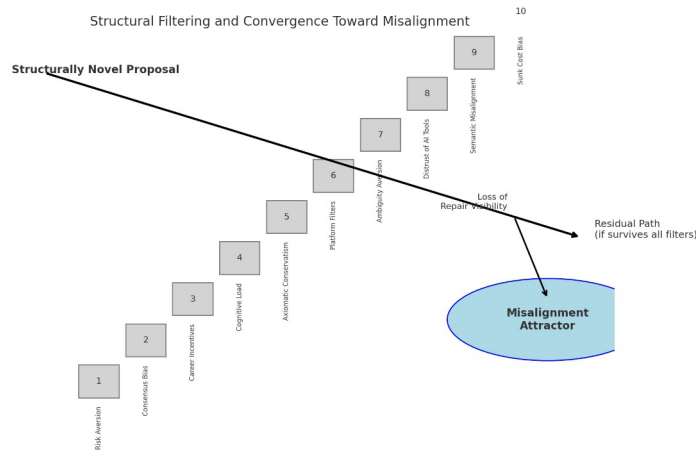 10
Structural Filtering and Convergence Toward Misalignment
9
Sunk Cost Bias
Structurally Novel Proposal
8
Semantic Misalignment
7
Distrust of AI Tools
6
Ambiguity Aversion
Loss of
Repair Visibility
5
Platform Filters
Residual Path
(if survives all filters)
4
Axiomatic Conservatism
3
Cognitive Load
Misalignment
Attractor
2
Career Incentives
1
Consensus Bias
Risk Aversion